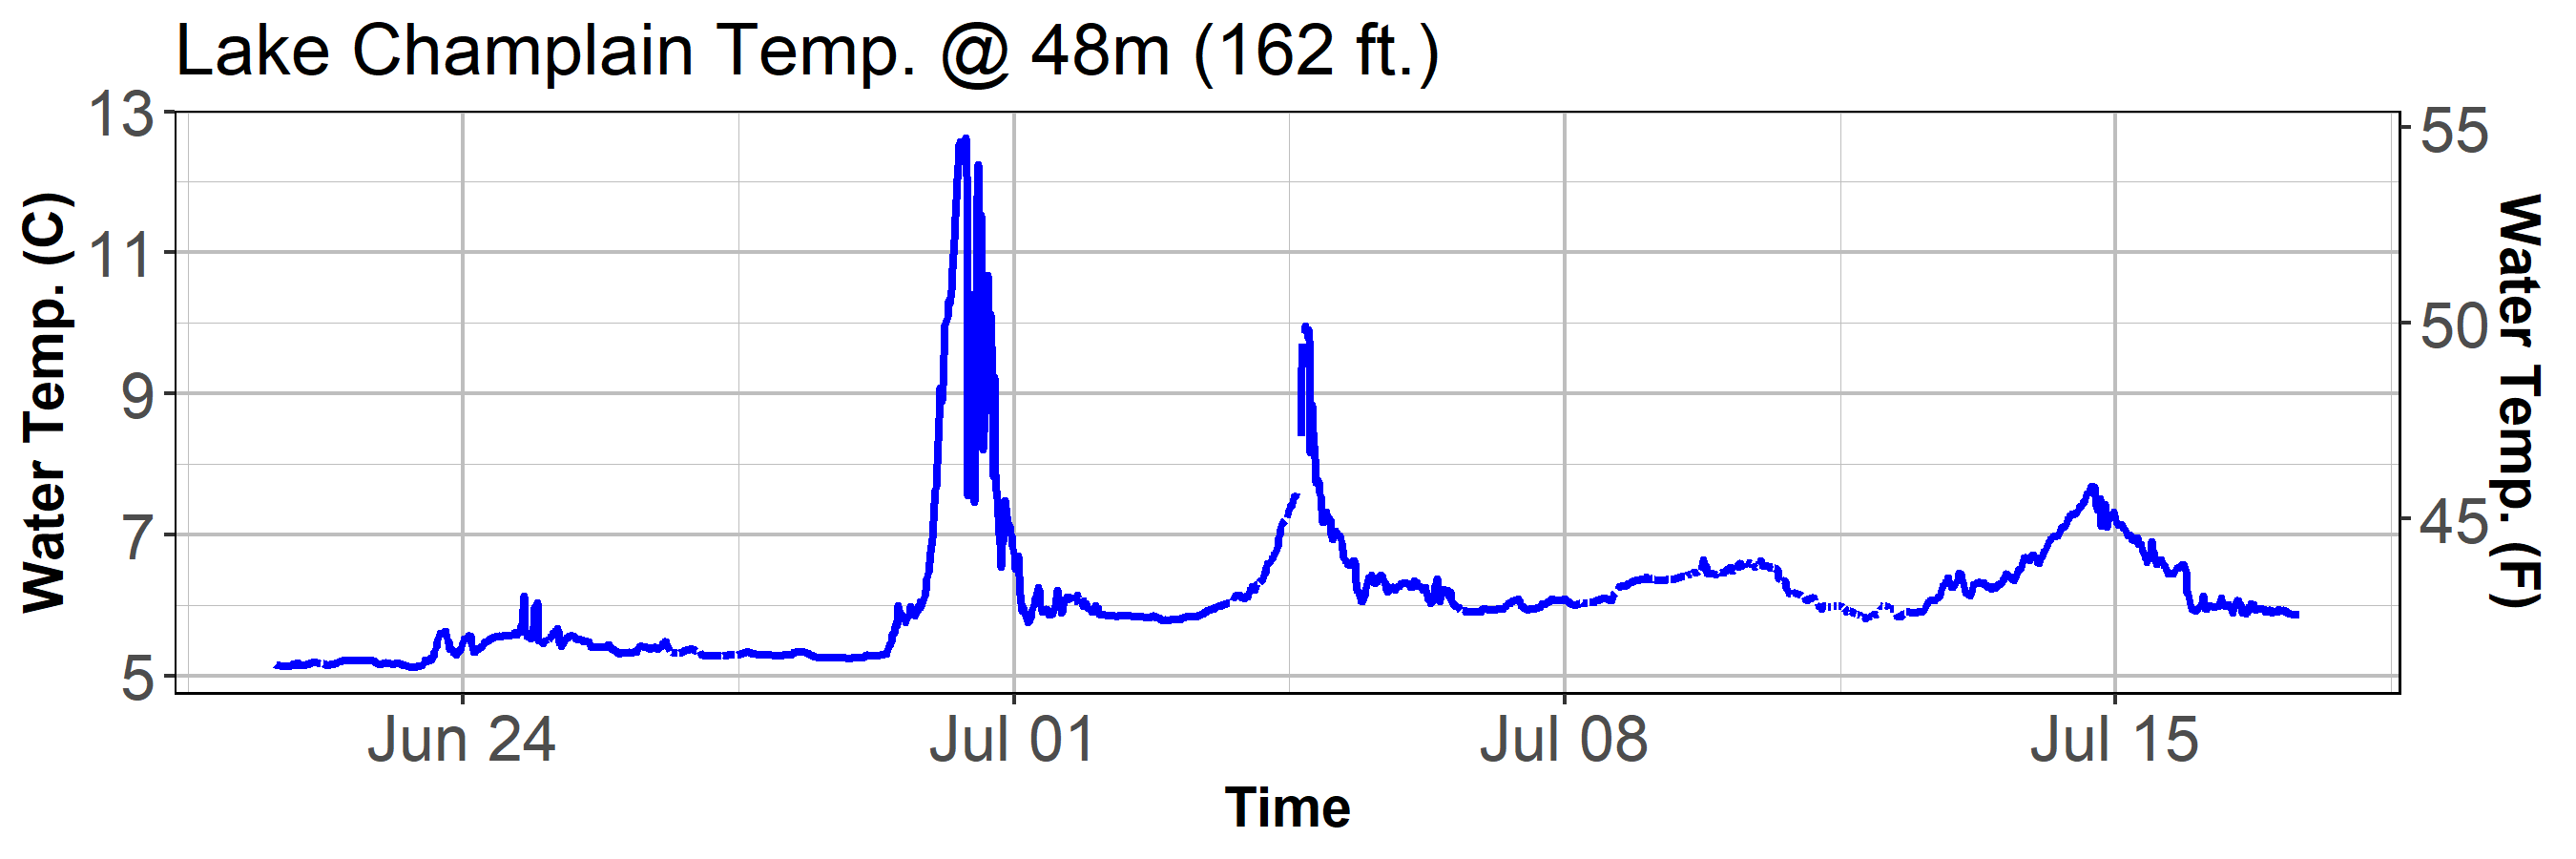 Lake Champlain Temp. @ 48m (162 ft.)
13
11
9
7
5
Water Temp. (C)
55
50
45
Water Temp. (F)
Jun 24
Jul 01
Jul 08
Jul 15
Time